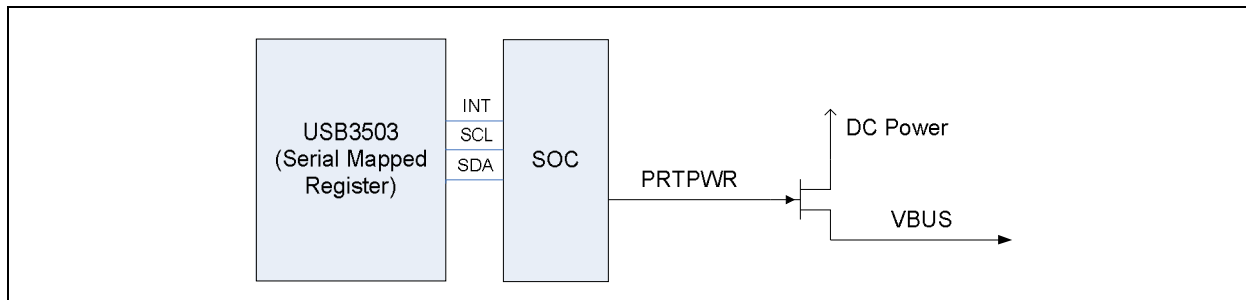 USB3503
(Serial Mapped
Register)
INT
SCL
SDA
SOC
PRTPWR
DC Power
VBUS